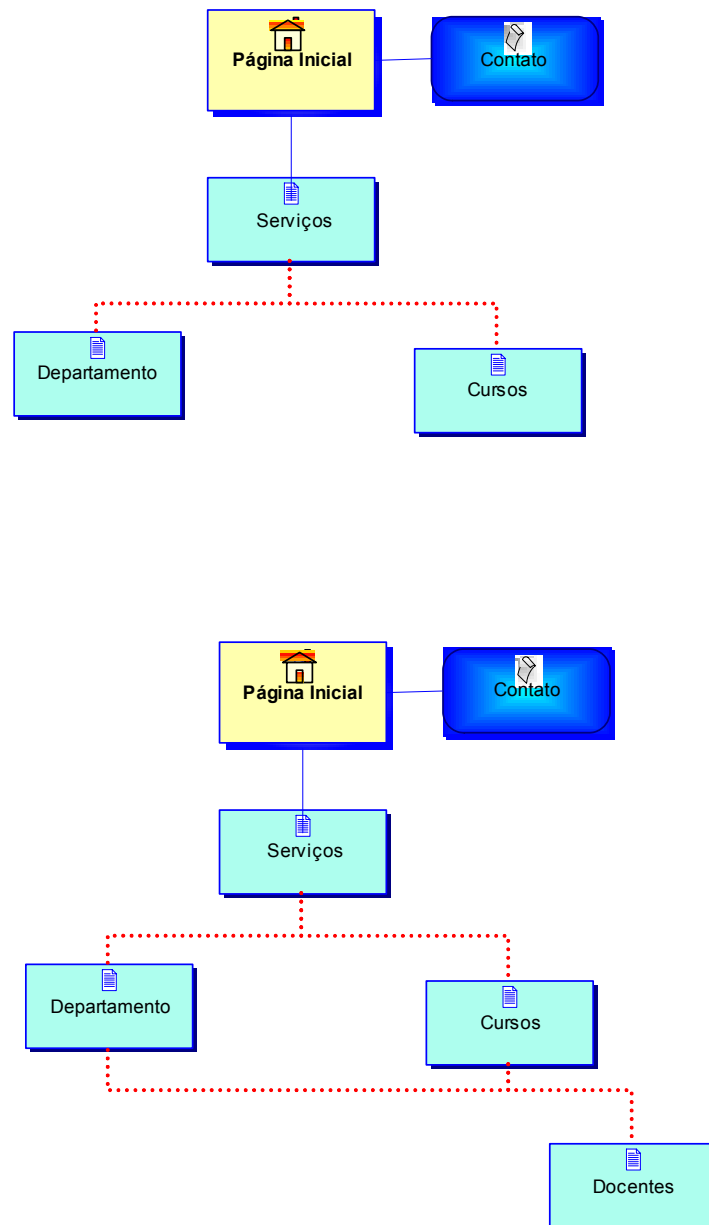 Página Inicial
Contato
Serviços
Departamento
Cursos
Página Inicial
Contato
Serviços
Departamento
Cursos
Docentes